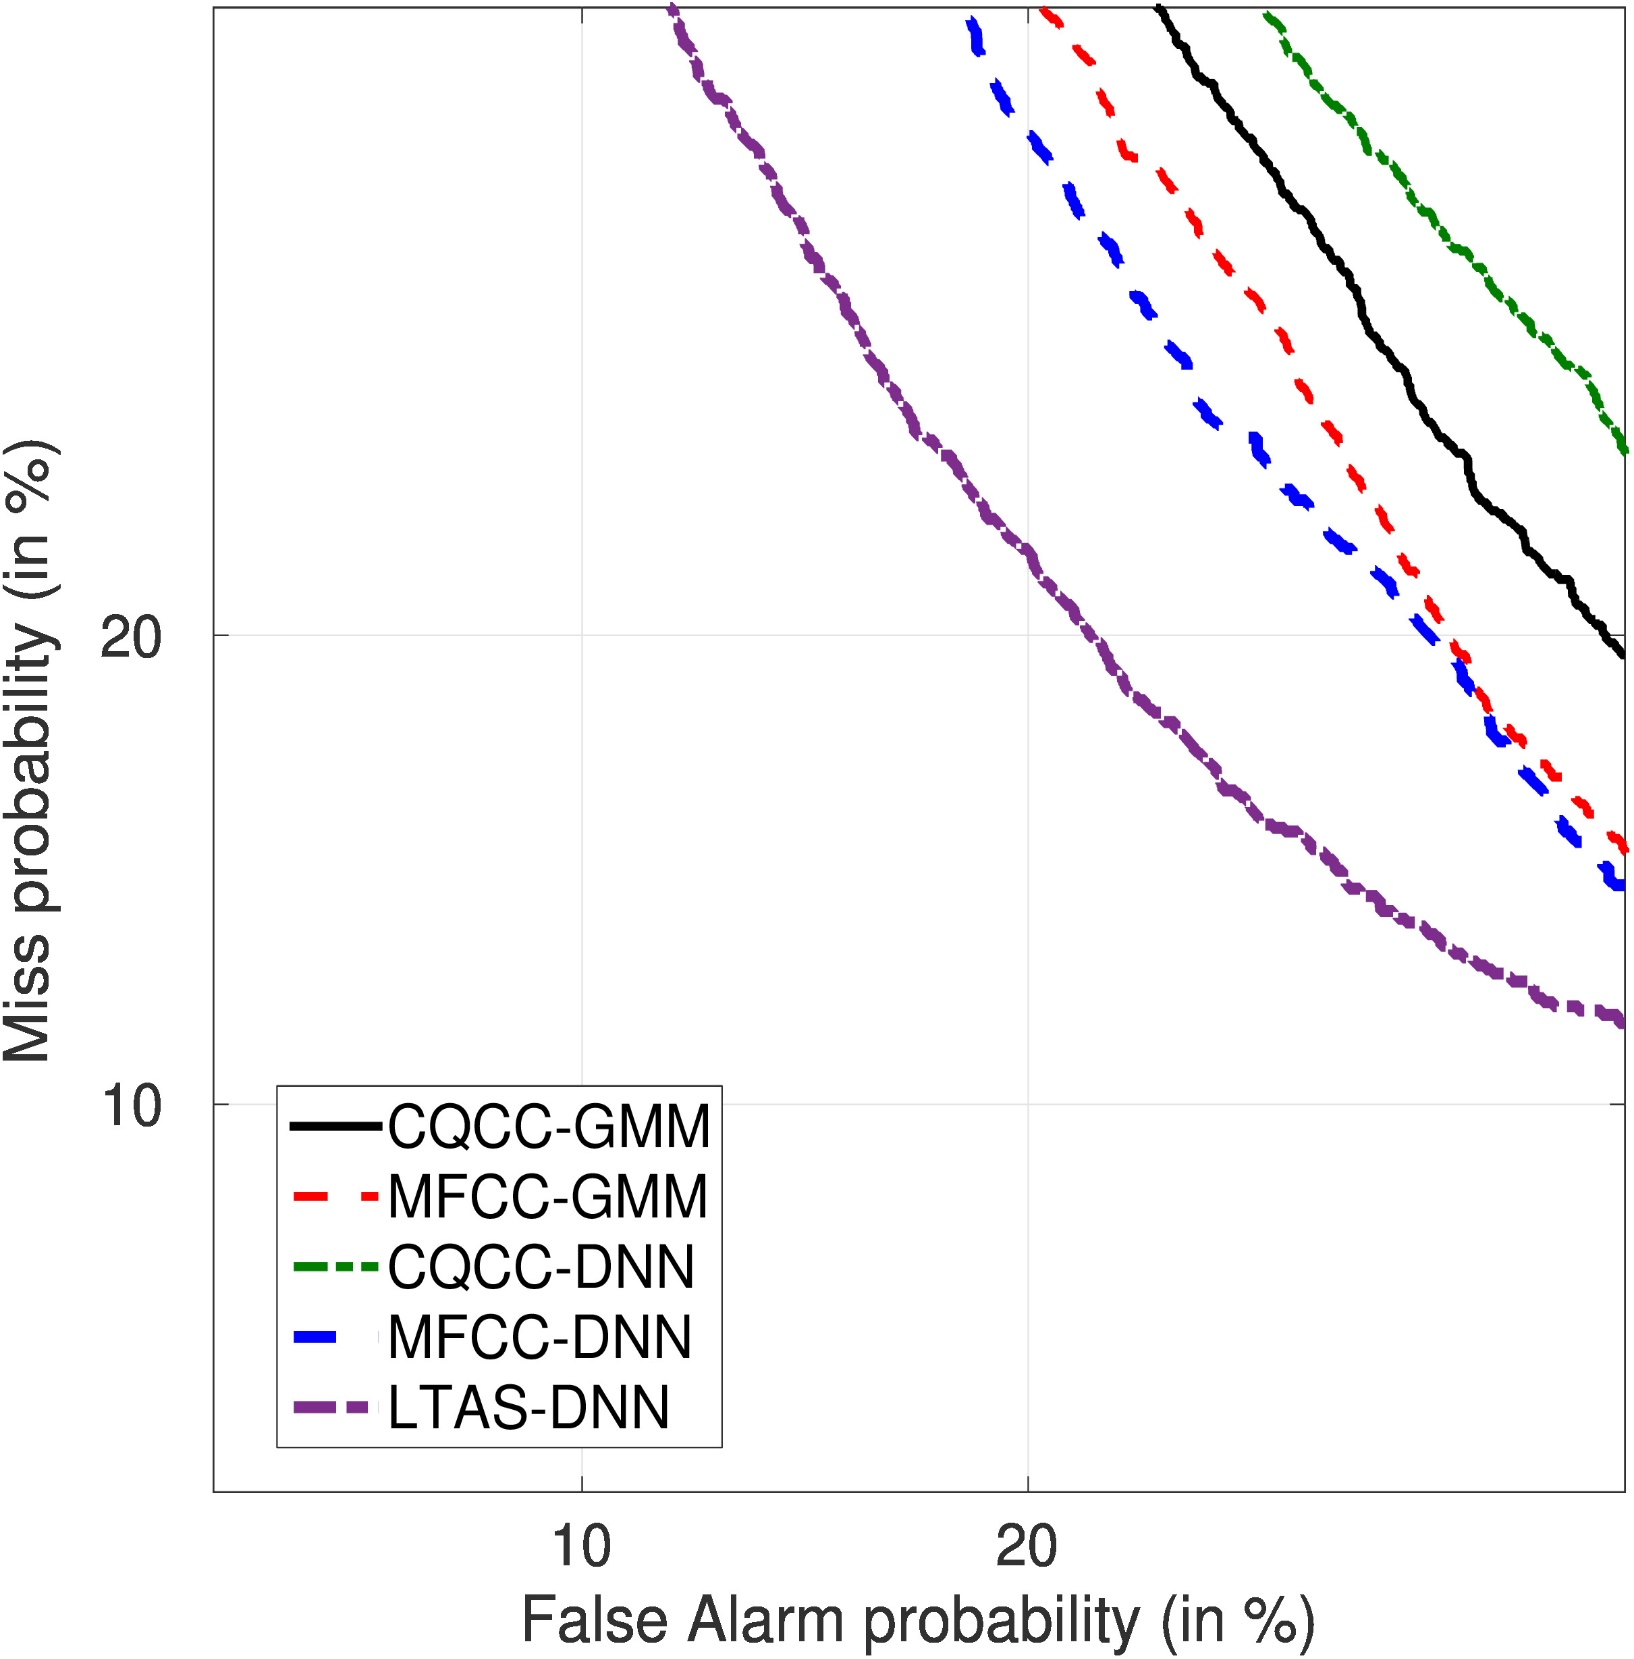 Miss probability (in %)
20
10
CQCC-GMM
MFCC-GMM
CQCC-DNN
MFCC-DNN
LTAS-DNN
10 20
False Alarm probability (in %)